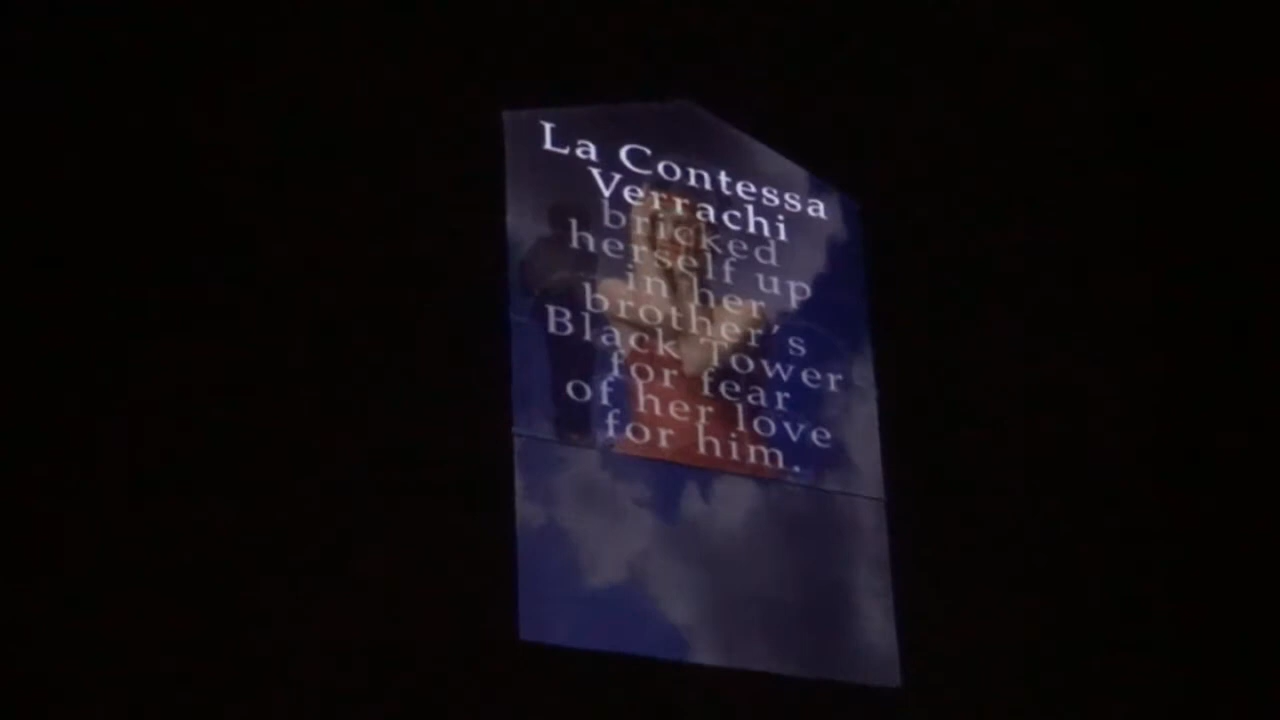 La Contessa
Verrachi
bricked
herself up
in her
brother's
Black Tower
for fear
of her love
for him.